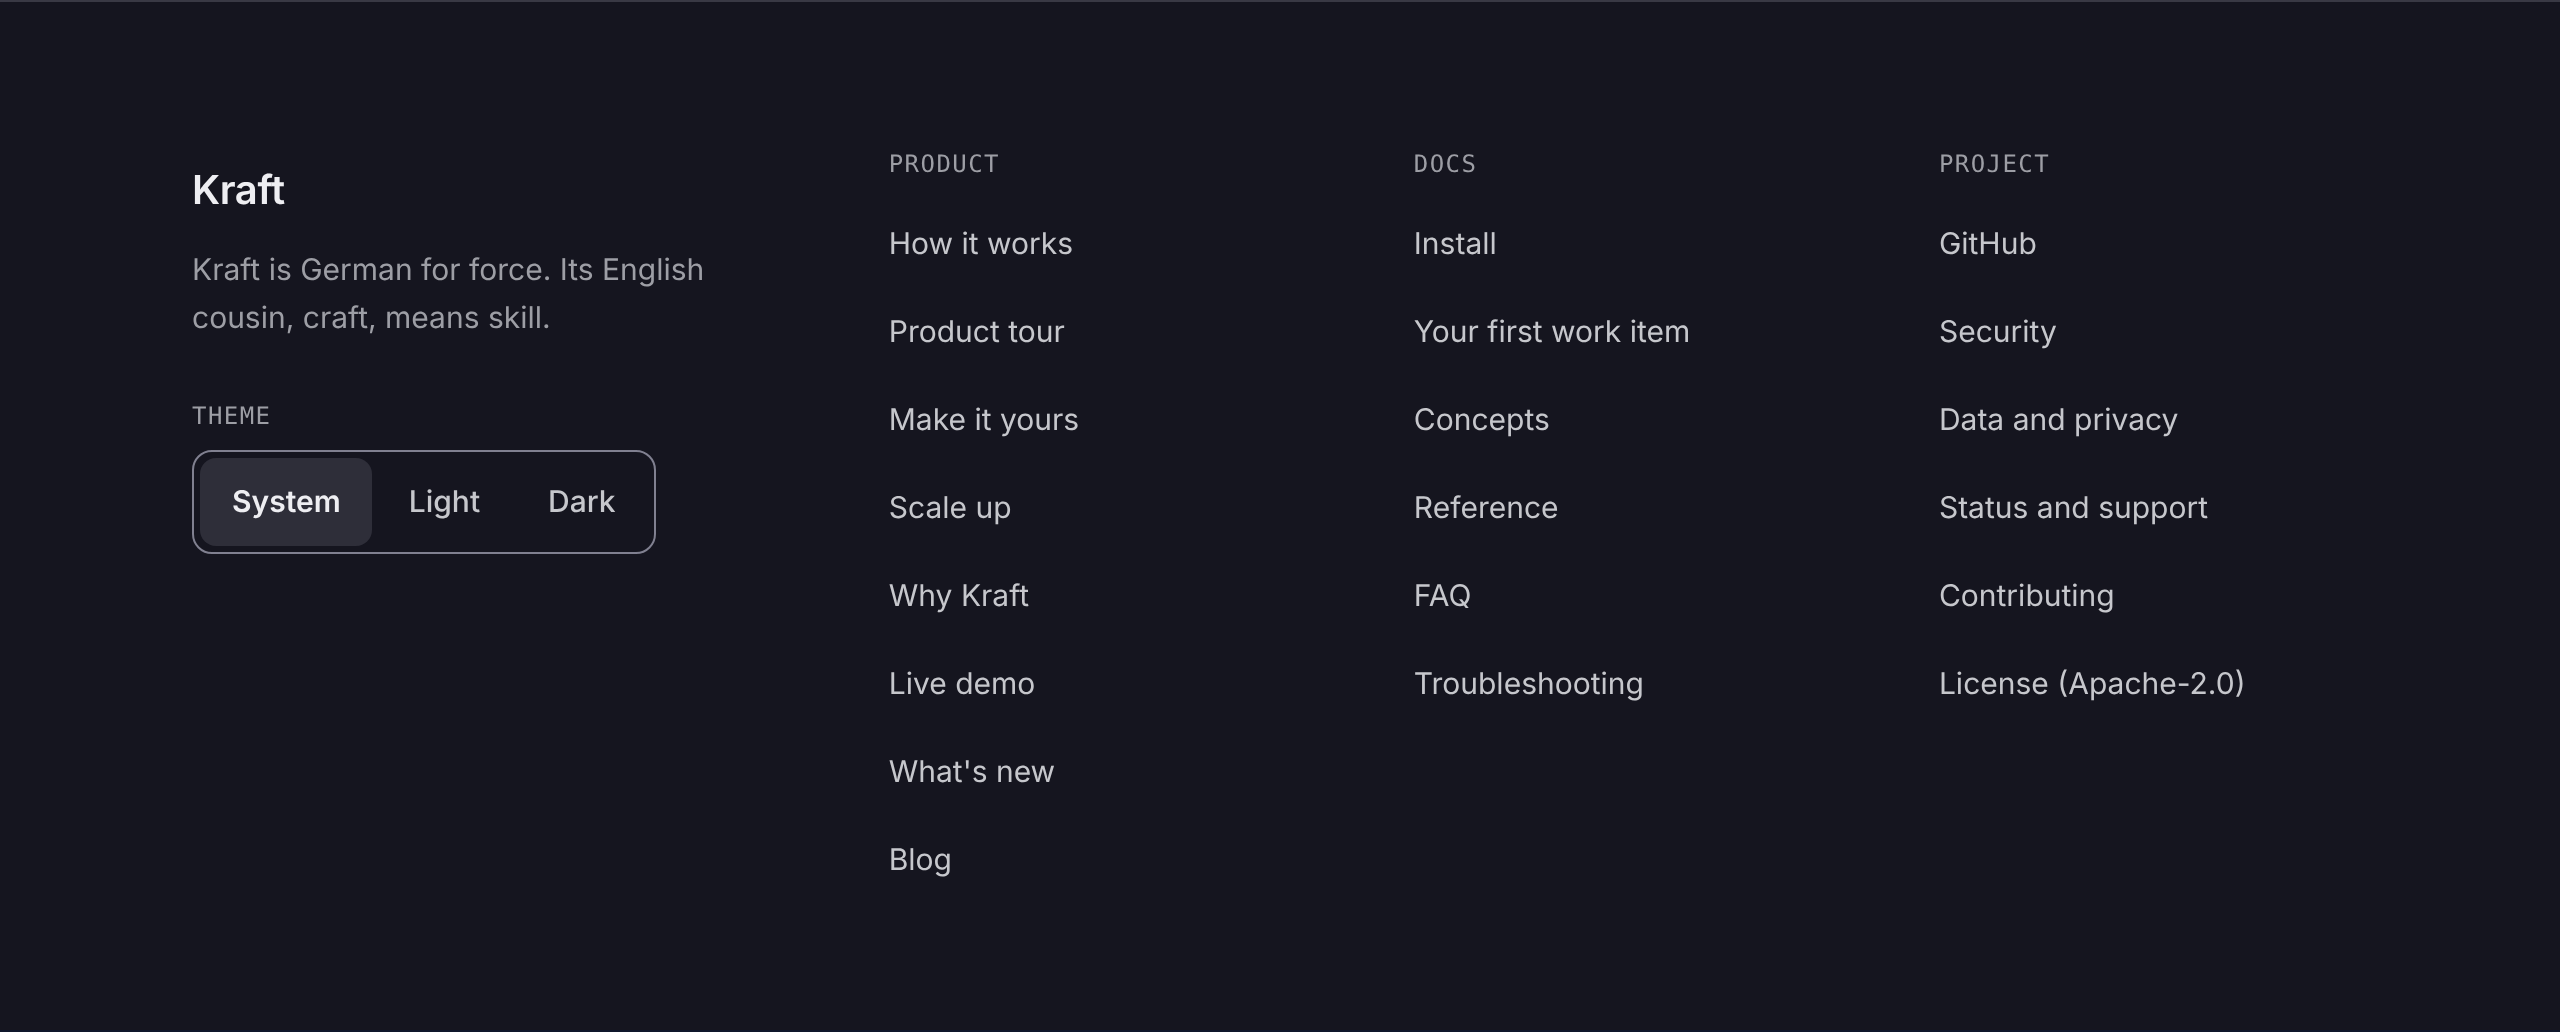 Kraft
Kraft is German for force. Its English
cousin, craft, means skill.
THEME
System
Light
Dark
PRODUCT
How it works
Product tour
Make it yours
Scale up
Why Kraft
Live demo
What's new
Blog
DOCS
Install
Your first work item
Concepts
Reference
FAQ
Troubleshooting
PROJECT
GitHub
Security
Data and privacy
Status and support
Contributing
License (Apache-2.0)